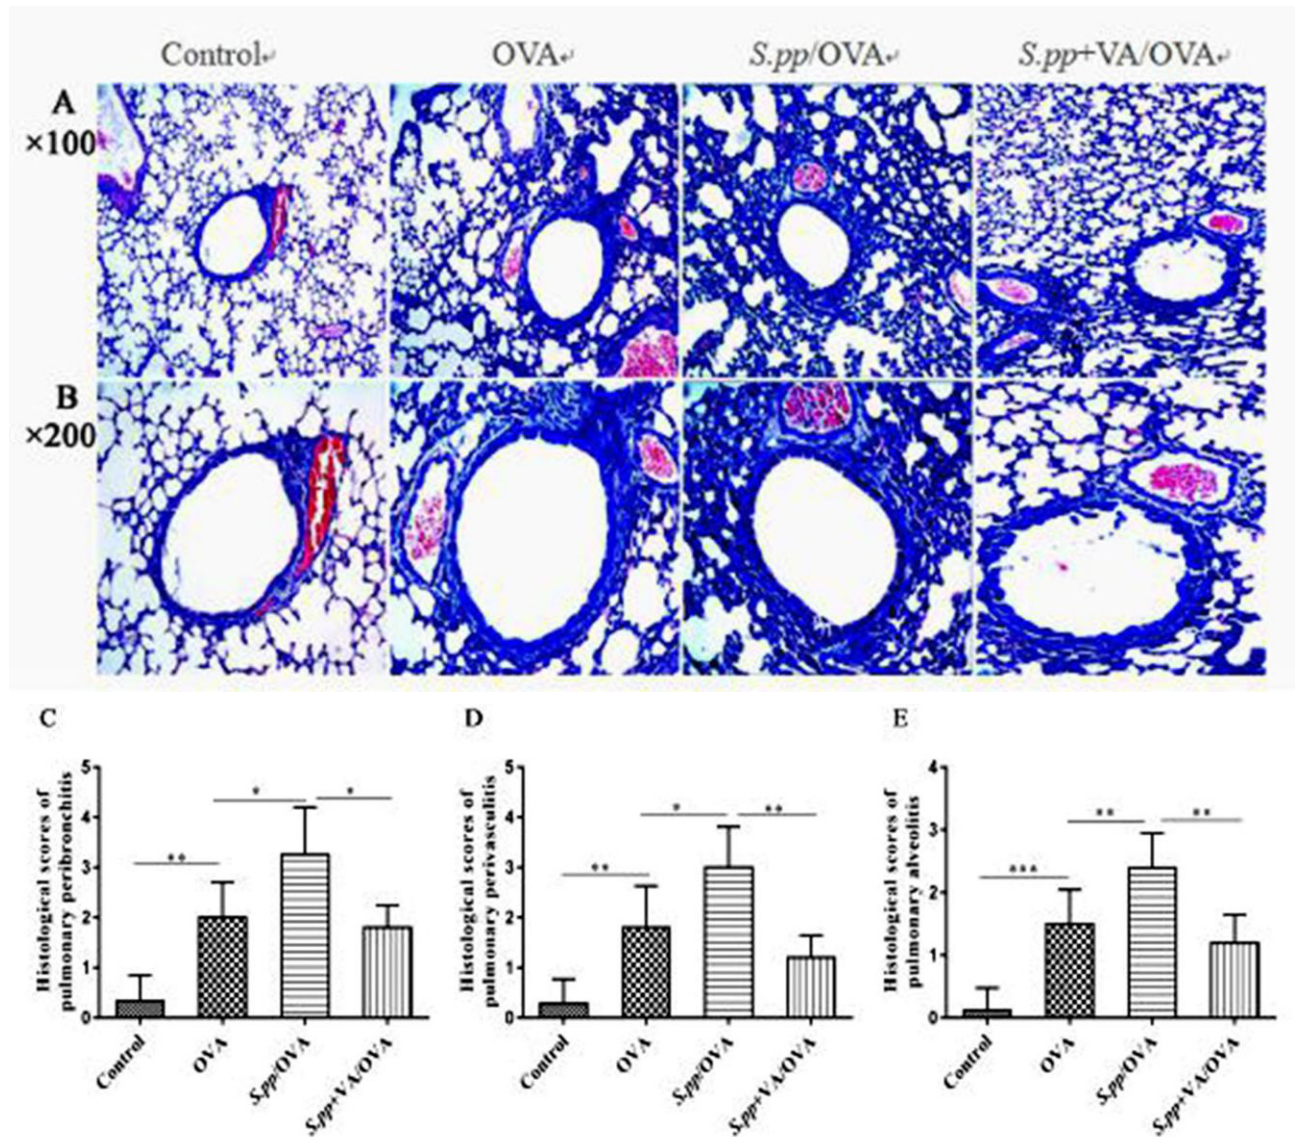 Control↵ OVA↵ S.pp/OVA↵ S.pp+VA/OVA↵
A
×100
B
×200
C D E
Histological scores of
pulmonary peribronchitis
5
4
3
2
1
0
** * *
Control OVA S.pp/OVA S.pp+VA/OVA
Histological scores of
pulmonary perivasculitis
5
4
3
2
1
0
** * **
Control OVA S.pp/OVA S.pp+VA/OVA
Histological scores of
pulmonary alveolitis
4
3
2
1
0
*** ** **
Control OVA S.pp/OVA S.pp+VA/OVA